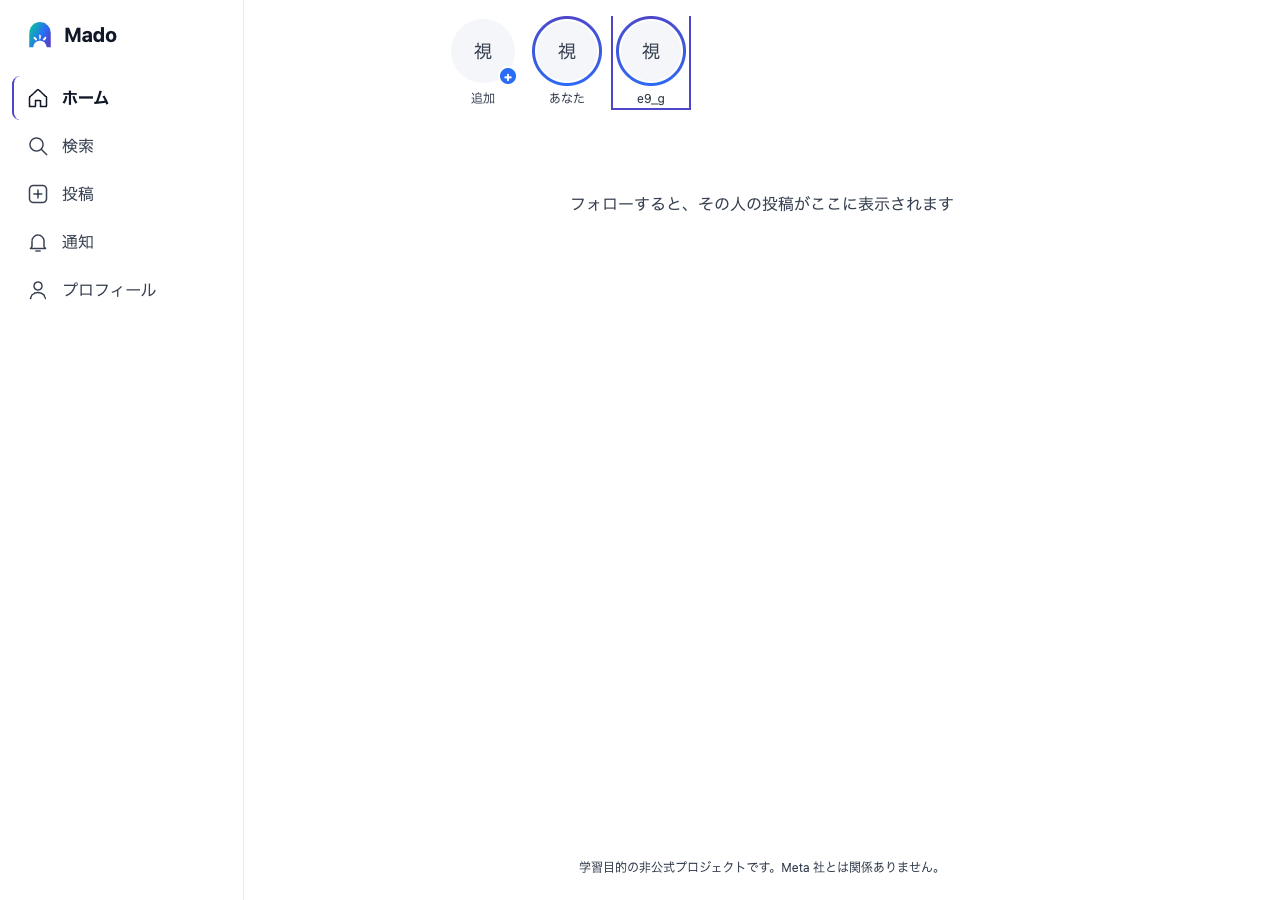 Mado
ホーム
検索
投稿
通知
プロフィール
視
追加
視
あなた
視
e9_g
フォローすると、その人の投稿がここに表示されます
学習目的の非公式プロジェクトです。Meta 社とは関係ありません。